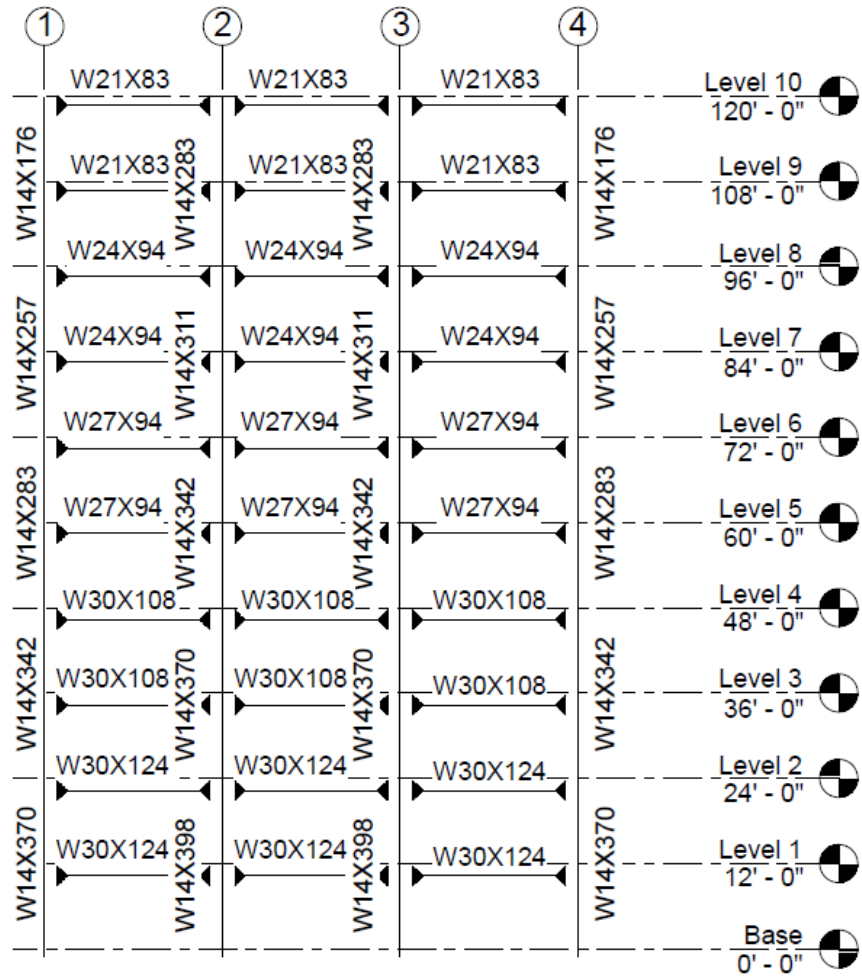 1 2 3 4
W21X83 W21X83 W21X83 Level 10
120' - 0"
W14X176 W14X283 W14X283 W14X176
W21X83 W21X83 W21X83 Level 9
108' - 0"
W24X94 W24X94 W24X94 Level 8
96' - 0"
W14X257 W14X311 W14X311 W14X257
W24X94 W24X94 W24X94 Level 7
84' - 0"
W27X94 W27X94 W27X94 Level 6
72' - 0"
W14X283 W14X342 W14X342 W14X283
W27X94 W27X94 W27X94 Level 5
60' - 0"
W30X108 W30X108 W30X108 Level 4
48' - 0"
W14X342 W14X370 W14X370 W14X342
W30X108 W30X108 W30X108 Level 3
36' - 0"
W30X124 W30X124 W30X124 Level 2
24' - 0"
W14X370 W14X398 W14X398 W14X370
W30X124 W30X124 W30X124 Level 1
12' - 0"
Base
0' - 0"